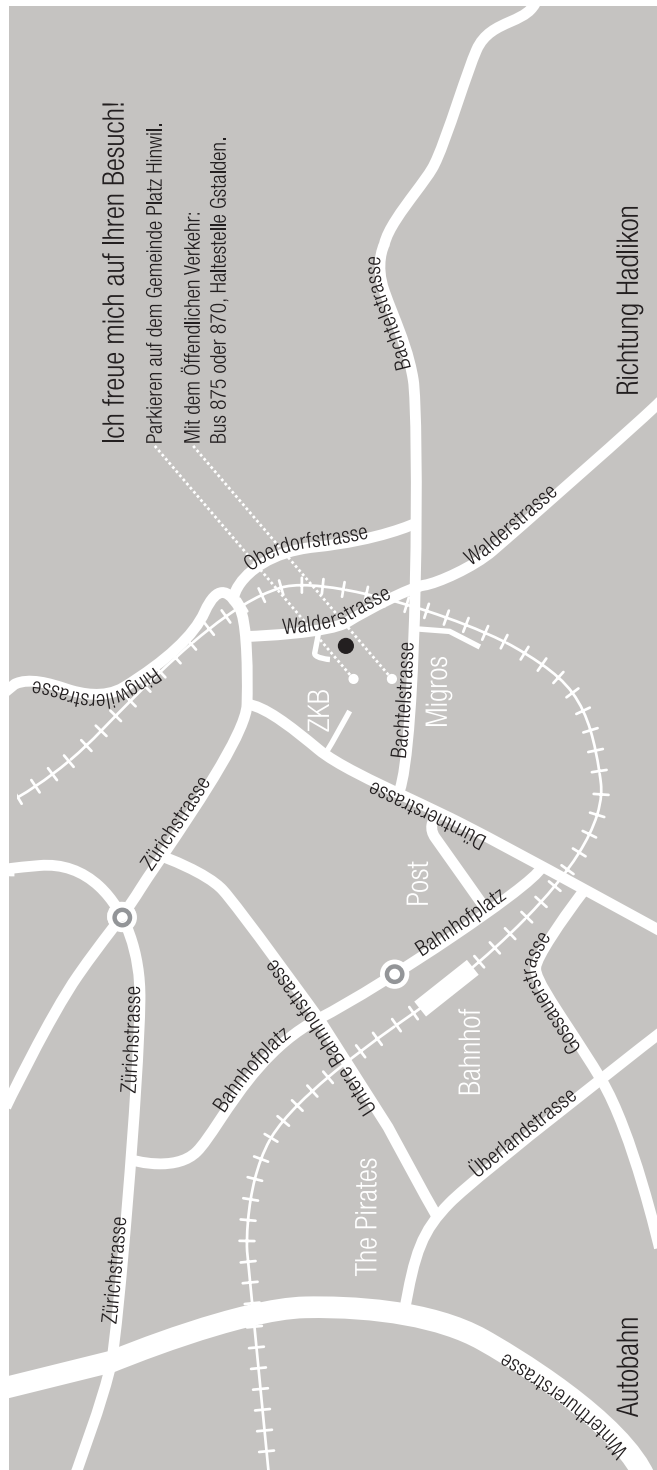 Ich freue mich auf Ihren Besuch!
Parkieren auf dem Gemeinde Platz Hinwil.
Mit dem Öffendlichen Verkehr:
Bus 875 oder 870, Haltestelle Gstalden.
Ringwilerstrasse
Zürichstrasse
Zürichstrasse
Zürichstrasse
Oberdorfstrasse
Walderstrasse
Walderstrasse
Bachtelstrasse
Bachtelstrasse
ZKB
Migros
Dürntnerstrasse
Post
Bahnhofplatz
Bahnhofplatz
Untere Bahnhofstrasse
Bahnhof
Gossauerstrasse
Überlandstrasse
The Pirates
Winterthurerstrasse
Autobahn
Richtung Hadlikon